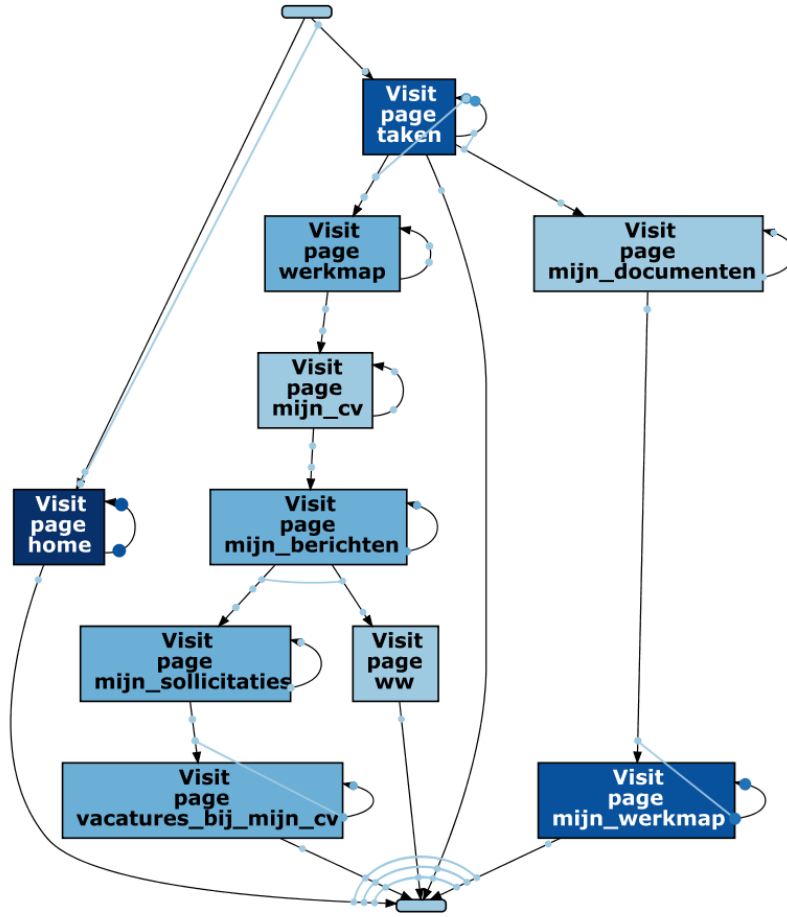 Visit
page
taken
Visit
page
werkmap
Visit
page
mijn_documenten
Visit
page
mijn_cv
Visit
page
home
Visit
page
mijn_berichten
Visit
page
mijn_sollicitaties
Visit
page
ww
Visit
page
vacatures_bij_mijn_cv
Visit
page
mijn_werkmap